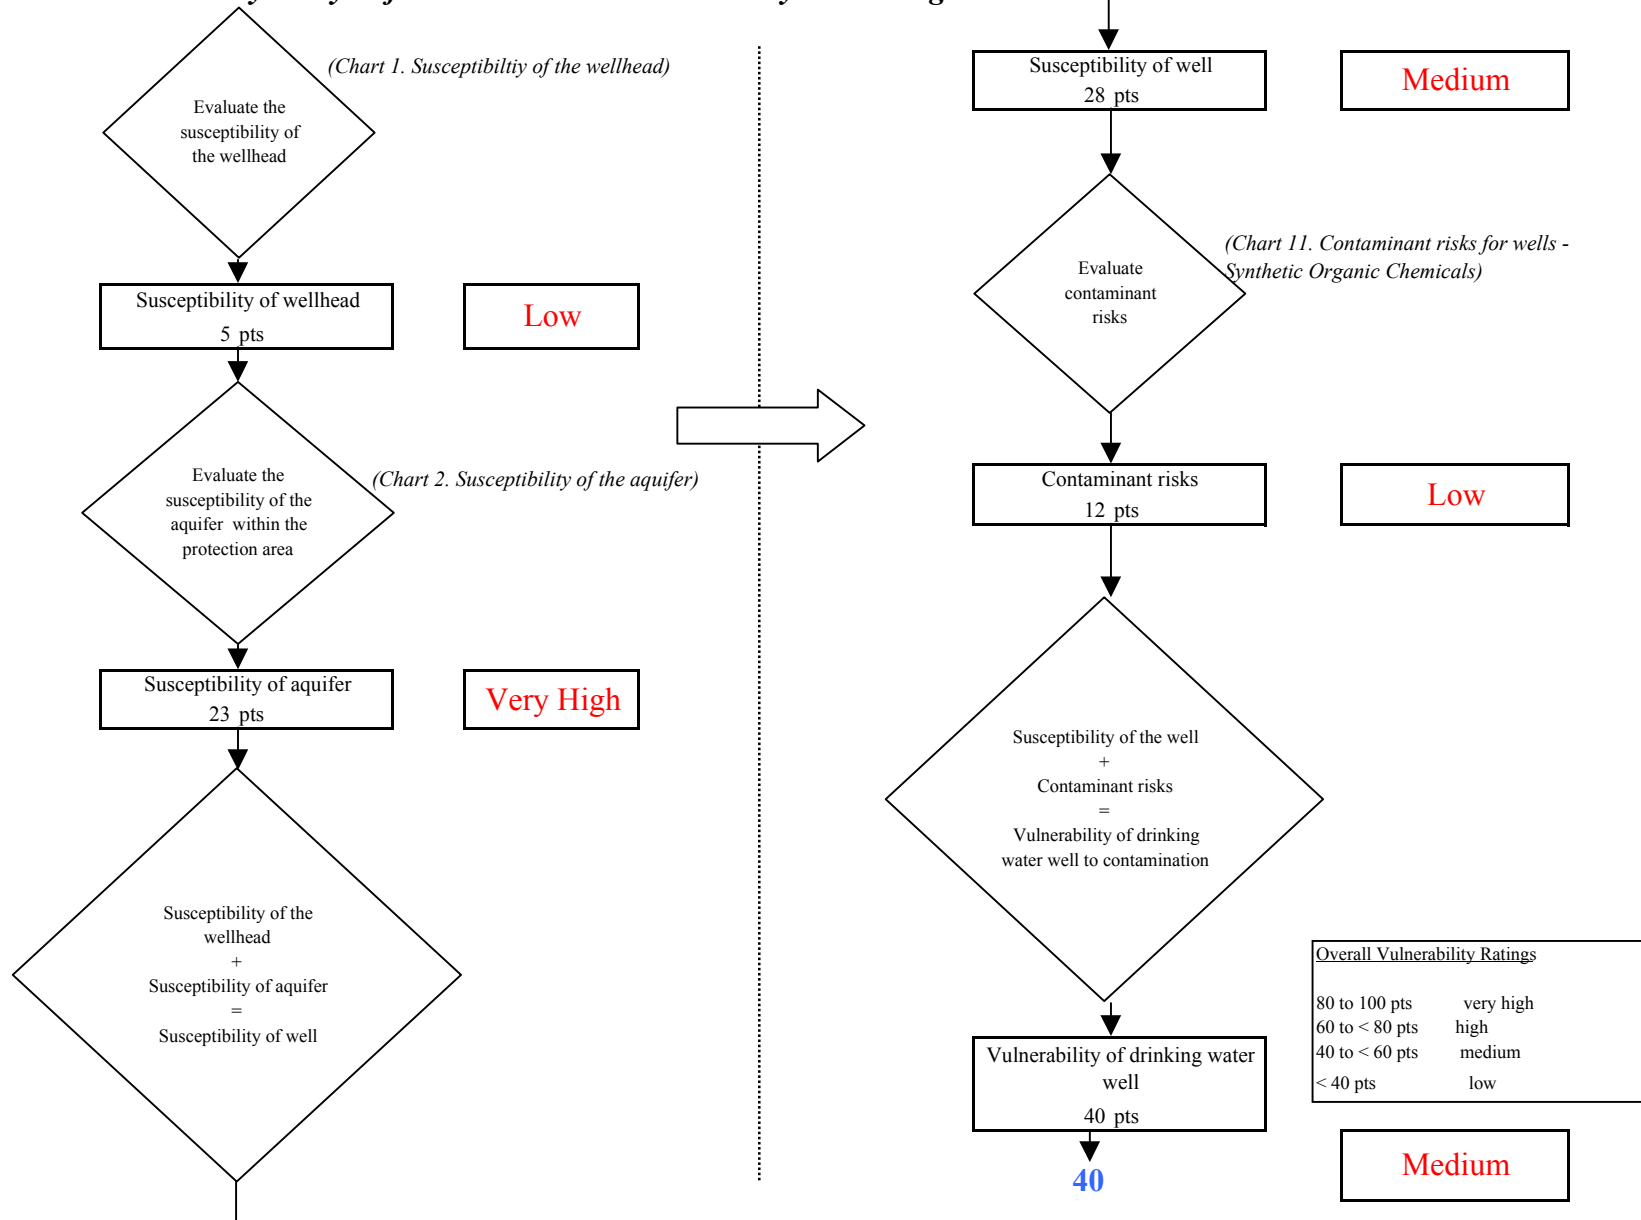 (Chart 1. Susceptibiltiy of the wellhead)
Evaluate the
susceptibility of
the wellhead
Susceptibility of wellhead
5 pts
Low
Evaluate the
susceptibility of the
aquifer within the
protection area
(Chart 2. Susceptibility of the aquifer)
Susceptibility of aquifer
23 pts
Very High
Susceptibility of the
wellhead
+
Susceptibility of aquifer
=
Susceptibility of well
Susceptibility of well
28 pts
Medium
(Chart 11. Contaminant risks for wells -
Synthetic Organic Chemicals)
Evaluate
contaminant
risks
Contaminant risks
12 pts
Low
Susceptibility of the well
+
Contaminant risks
=
Vulnerability of drinking
water well to contamination
Overall Vulnerability Ratings
80 to 100 pts very high
60 to < 80 pts high
40 to < 60 pts medium
< 40 pts low
Vulnerability of drinking water
well
40 pts
40
Medium